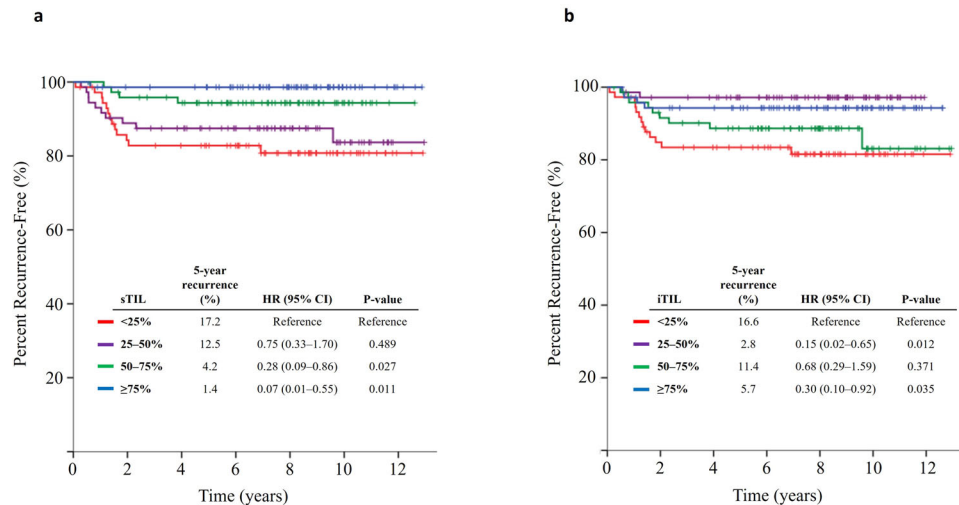 a
100
80
60
40
20
0 2 4 6 8 10 12
Percent Recurrence-Free (%)
Time (years)
5-year
recurrence
sTIL (%) HR (95% CI) P-value
<25% 17.2 Reference Reference
25–50% 12.5 0.75 (0.33–1.70) 0.489
50–75% 4.2 0.28 (0.09–0.86) 0.027
≥75% 1.4 0.07 (0.01–0.55) 0.011
b
100
80
60
40
20
0 2 4 6 8 10 12
Percent Recurrence-Free (%)
Time (years)
5-year
recurrence
iTIL (%) HR (95% CI) P-value
<25% 16.6 Reference Reference
25–50% 2.8 0.15 (0.02–0.65) 0.012
50–75% 11.4 0.68 (0.29–1.59) 0.371
≥75% 5.7 0.30 (0.10–0.92) 0.035